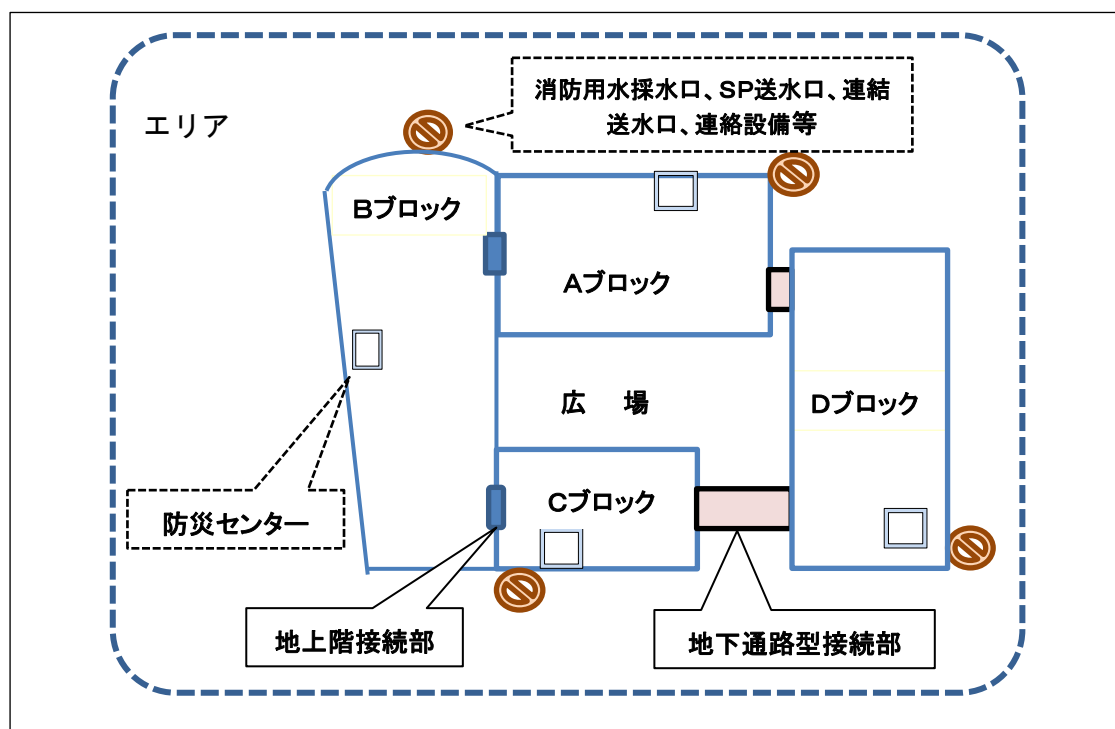 消防用水採水口、SP送水口、連結
送水口、連絡設備等
エリア
Bブロック
Aブロック
広　場
Dブロック
Cブロック
防災センター
地上階接続部
地下通路型接続部